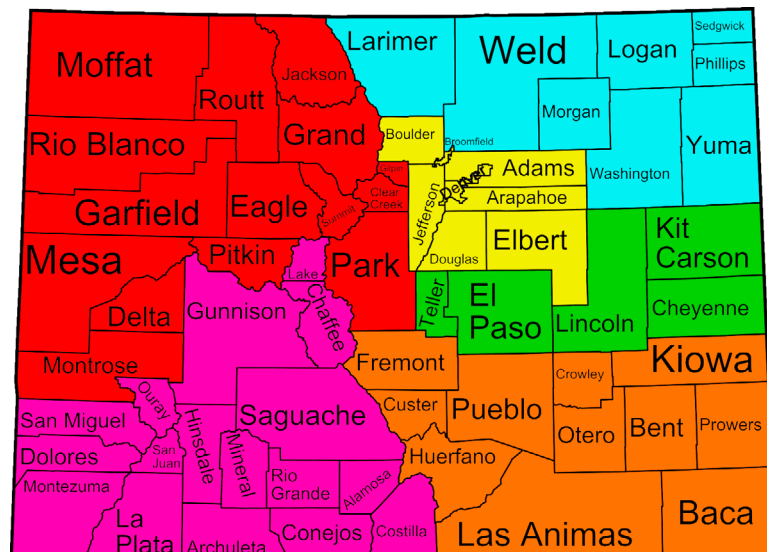 Moffat
Routt
Jackson
Larimer
Weld
Logan
Sedgwick
Phillips
Morgan
Rio Blanco
Grand
Boulder
Broomfield
Yuma
Washington
Gilpin
Clear
Creek
Jefferson
Denver
Adams
Arapahoe
Garfield
Eagle
Summit
Douglas
Elbert
Kit
Carson
Mesa
Pitkin
Lake
Park
Delta
Gunnison
Chaffee
Teller
El
Paso
Lincoln
Cheyenne
Montrose
Fremont
Crowley
Kiowa
Ouray
San Miguel
Hinsdale
Saguache
Custer
Pueblo
Otero
Bent
Prowers
Dolores
San
Juan
Mineral
Rio
Grande
Alamosa
Huerfano
Montezuma
La
Plata
Archuleta
Conejos
Costilla
Las Animas
Baca